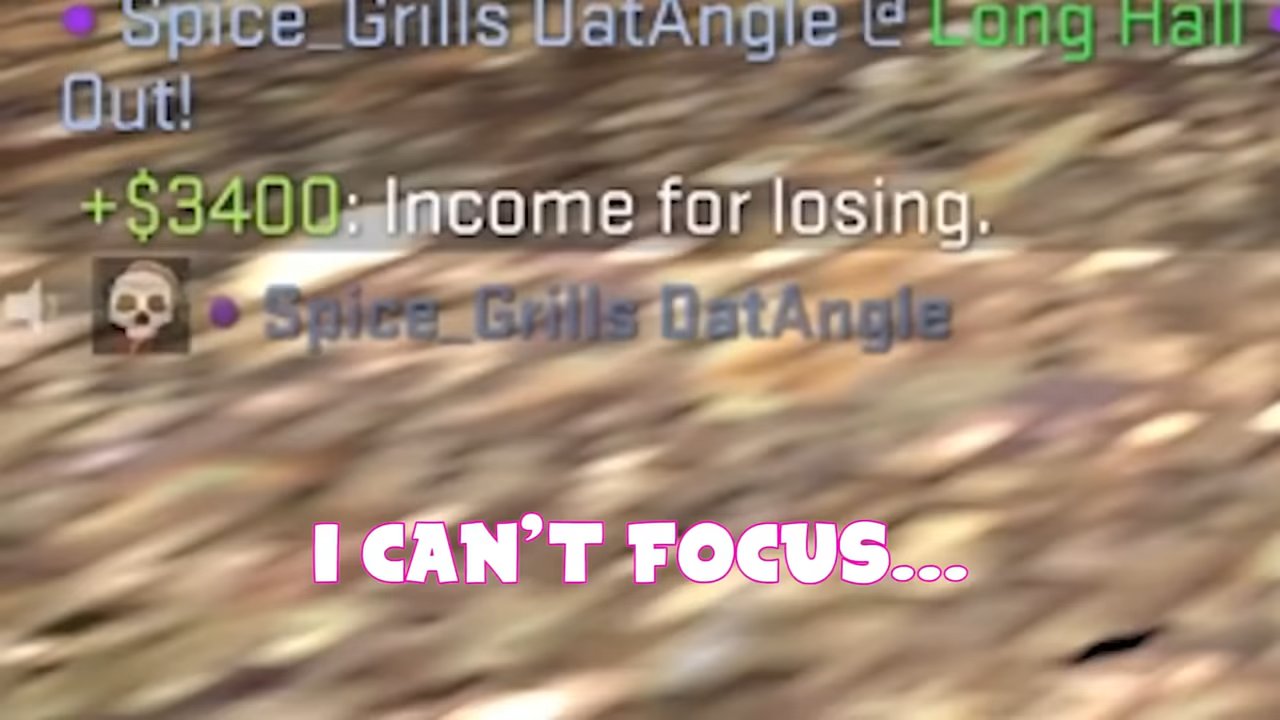 Spice_Grills DatAngle @ Long Hall
Out!
+$3400: Income for losing.
Spice_Grills DatAngle
I CAN'T FOCUS...